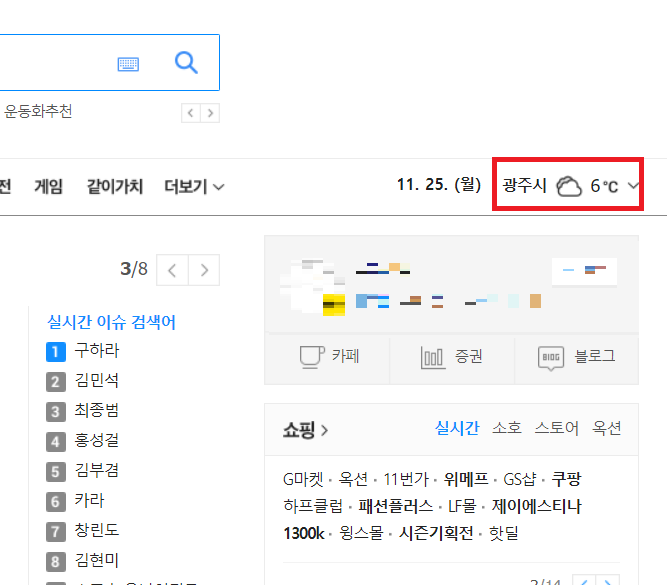 운동화추천
전 게임 같이가치 더보기
11. 25. (월) 광주시 6℃
3/8
실시간 이슈 검색어
1 구하라
2 김민석
3 최종범
4 홍성걸
5 김부겸
6 카라
7 창린도
8 김현미
카페 증권 BLOG 블로그
쇼핑 > 실시간 소호 스토어 옥션
G마켓 · 옥션 · 11번가 · 위메프 · GS샵 · 쿠팡
하프클럽 · 패션플러스 · LF몰 · 제이에스티나
1300k · 윙스몰 · 시즌기획전 · 핫딜